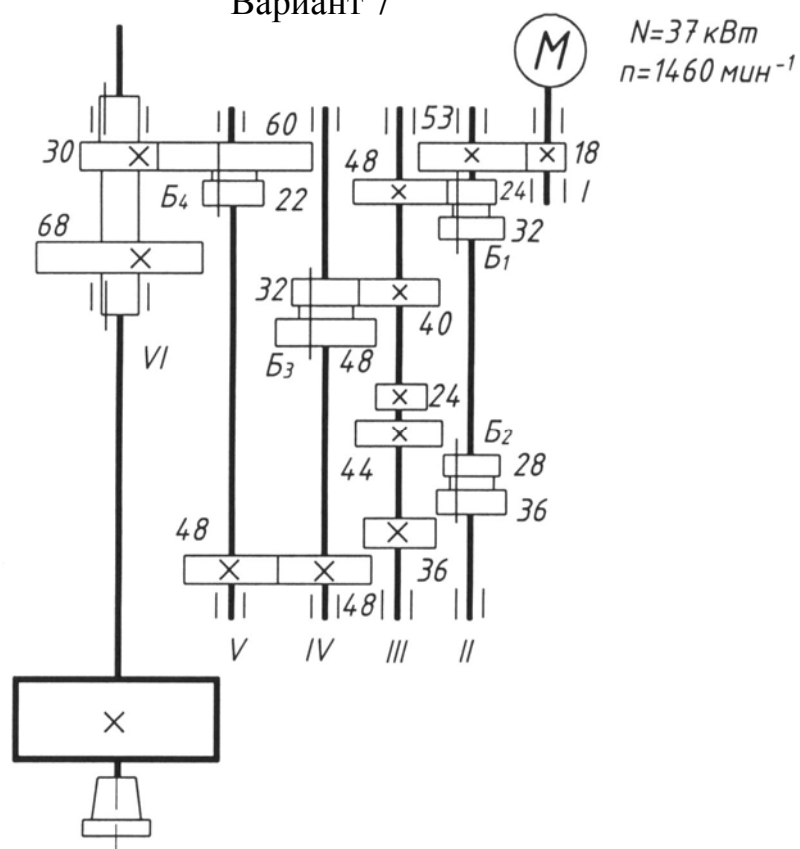 Вариант 7
М
N=37 кВт
n=1460 мин⁻¹
30
60
53
18
48
24
I
Б₄
22
32
Б₁
68
32
40
VI
Б₃
48
24
Б₂
44
28
36
48
36
48
V
IV
III
II